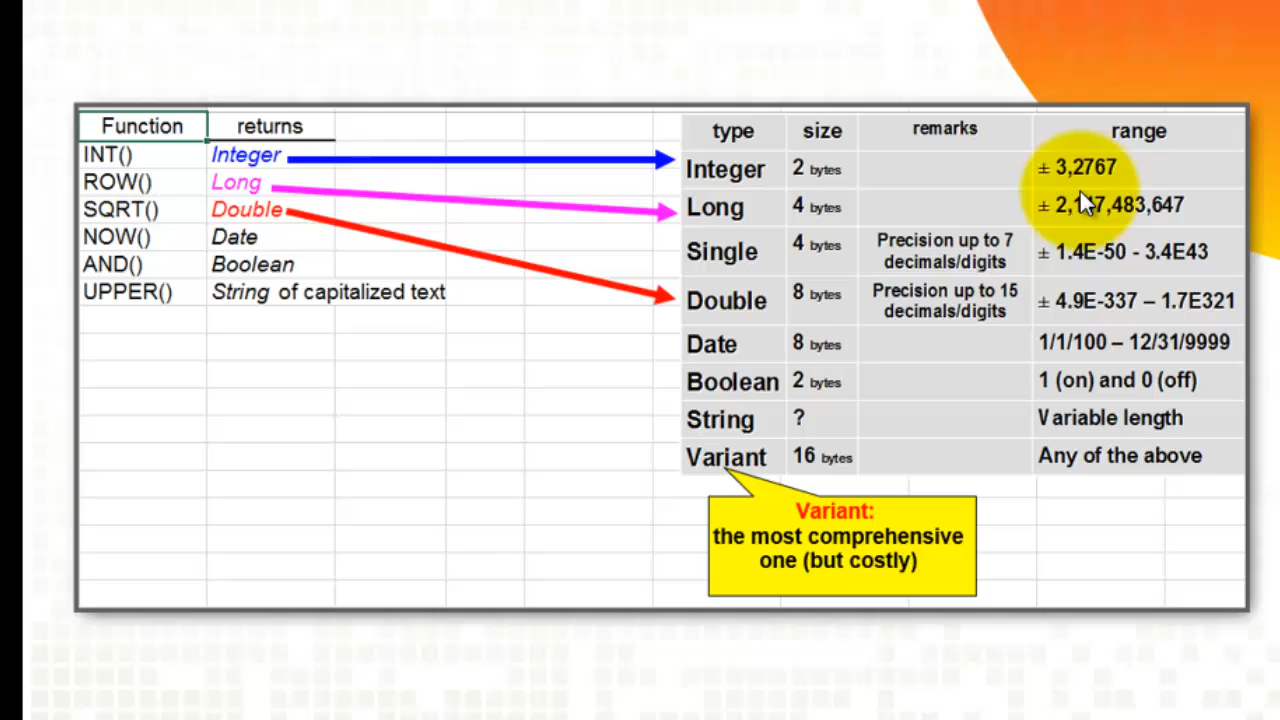 Function returns
INT() Integer
ROW() Long
SQRT() Double
NOW() Date
AND() Boolean
UPPER() String of capitalized text
type size remarks range
Integer 2 bytes ± 3,2767
Long 4 bytes ± 2,147,483,647
Single 4 bytes Precision up to 7 decimals/digits ± 1.4E-50 - 3.4E43
Double 8 bytes Precision up to 15 decimals/digits ± 4.9E-337 – 1.7E321
Date 8 bytes 1/1/100 – 12/31/9999
Boolean 2 bytes 1 (on) and 0 (off)
String ? Variable length
Variant 16 bytes Any of the above
Variant:
the most comprehensive
one (but costly)